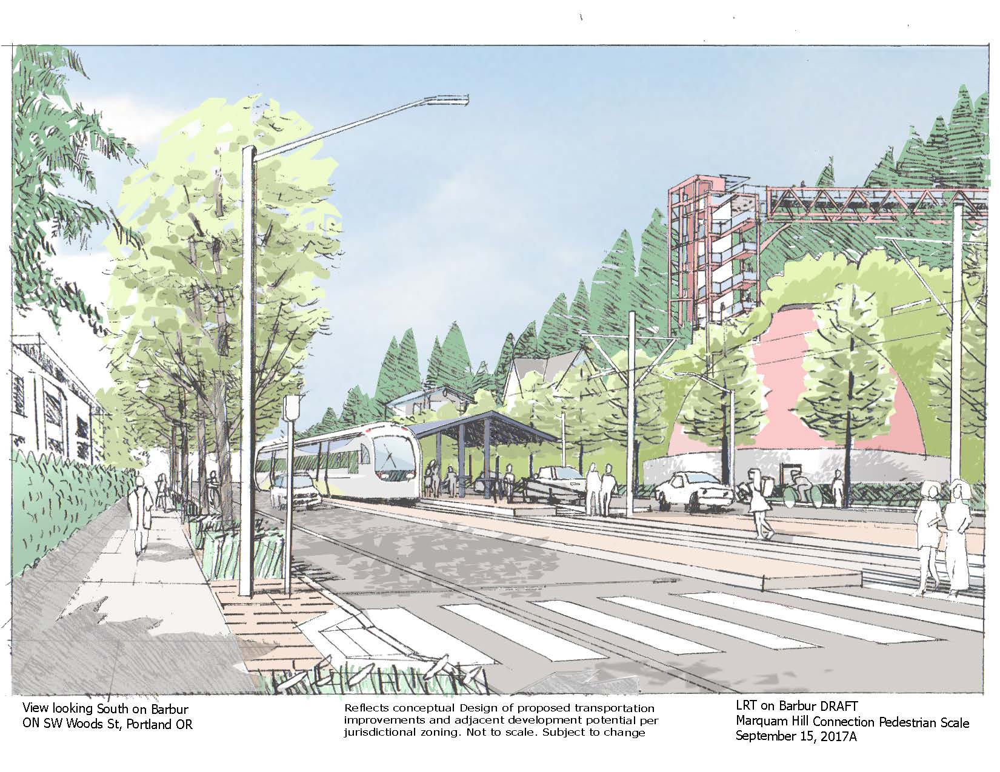 View looking South on Barbur
ON SW Woods St, Portland OR
Reflects conceptual Design of proposed transportation
improvements and adjacent development potential per
jurisdictional zoning. Not to scale. Subject to change
LRT on Barbur DRAFT
Marquam Hill Connection Pedestrian Scale
September 15, 2017A